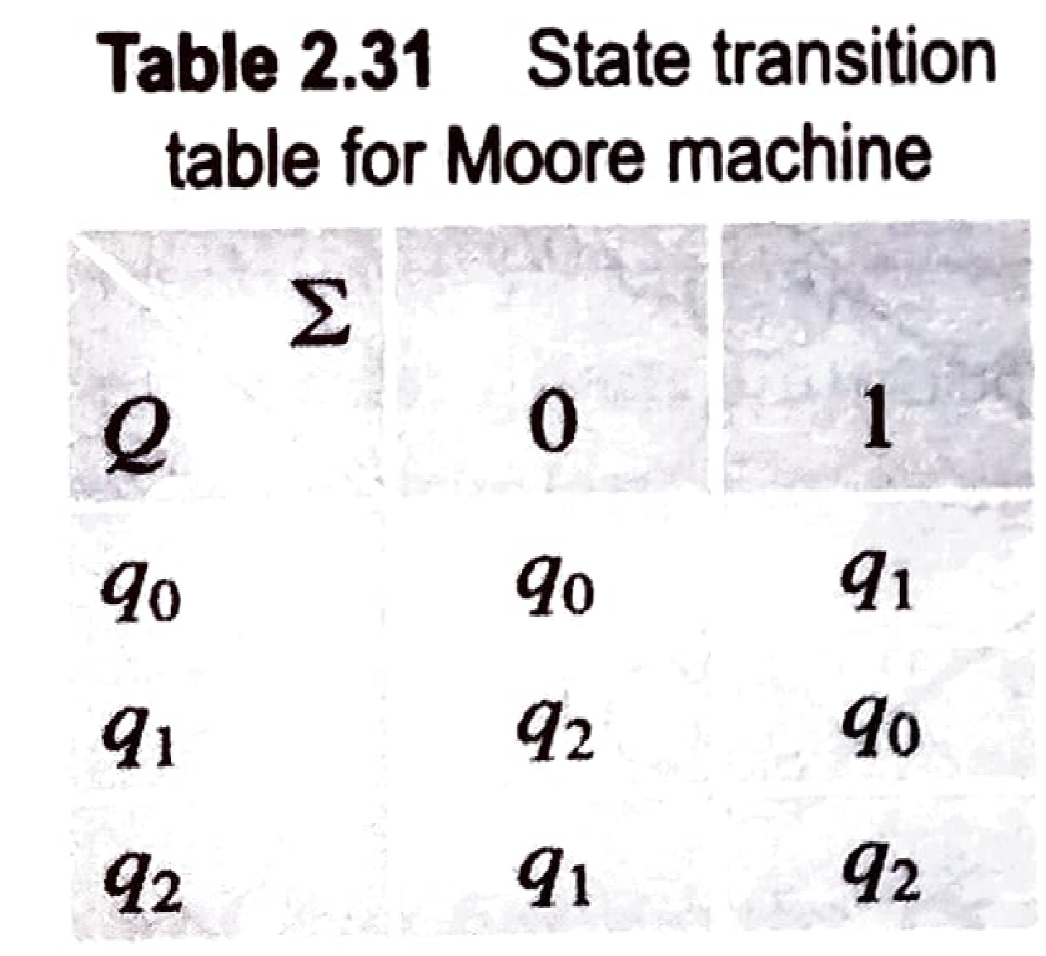 Table 2.31 State transition
table for Moore machine
Σ
Q 0 1
q0 q0 q1
q1 q2 q0
q2 q1 q2